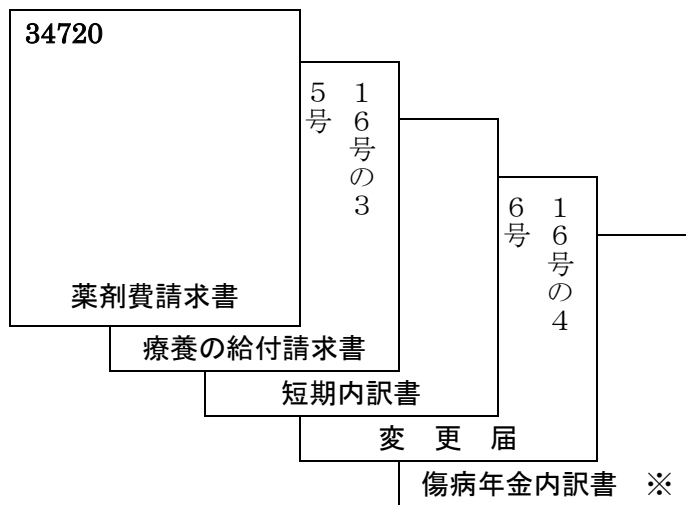 34720
薬剤費請求書
１６号の３
５号
療養の給付請求書
短期内訳書
１６号の４
６号
変　更　届
傷病年金内訳書　※